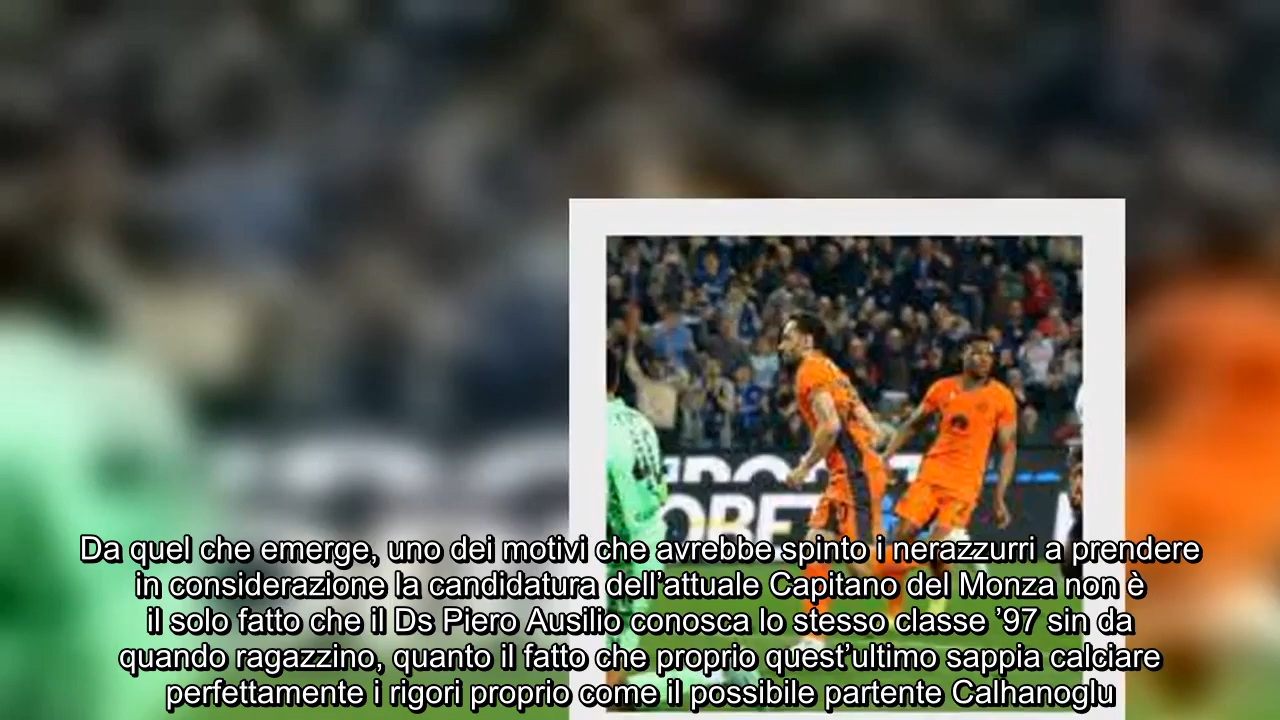 Da quel che emerge, uno dei motivi che avrebbe spinto i nerazzurri a prendere
in considerazione la candidatura dell’attuale Capitano del Monza non è
il solo fatto che il Ds Piero Ausilio conosca lo stesso classe ’97 sin da
quando ragazzino, quanto il fatto che proprio quest’ultimo sappia calciare
perfettamente i rigori proprio come il possibile partente Calhanoglu